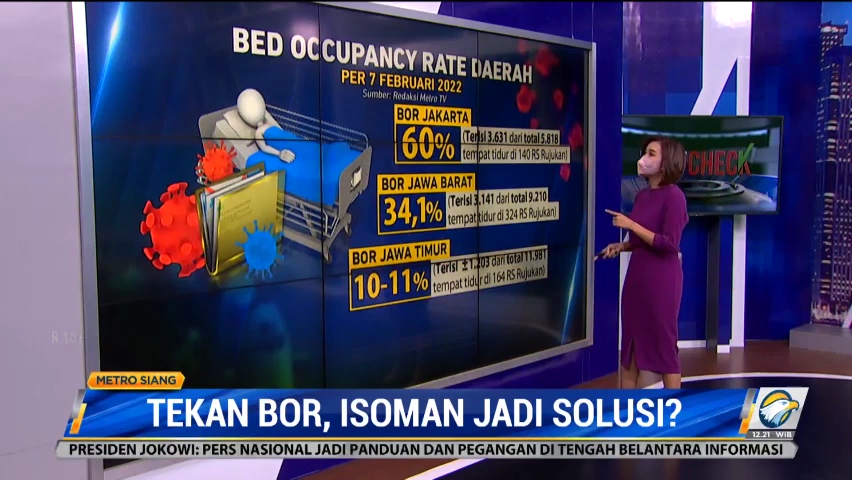 BED OCCUPANCY RATE DAERAH
PER 7 FEBRUARI 2022
Sumber: Redaksi Metro TV
BOR JAKARTA
60%
(Terisi 3.631 dari total 5.818
tempat tidur di 140 RS Rujukan)
BOR JAWA BARAT
34,1%
(Terisi 3.141 dari total 9.210
tempat tidur di 324 RS Rujukan)
BOR JAWA TIMUR
10-11%
(Terisi ±1.203 dari total 11.981
tempat tidur di 164 RS Rujukan)
CHECK
METRO SIANG
TEKAN BOR, ISOMAN JADI SOLUSI?
12.21 WIB
PRESIDEN JOKOWI: PERS NASIONAL JADI PANDUAN DAN PEGANGAN DI TENGAH BELANTARA INFORMASI